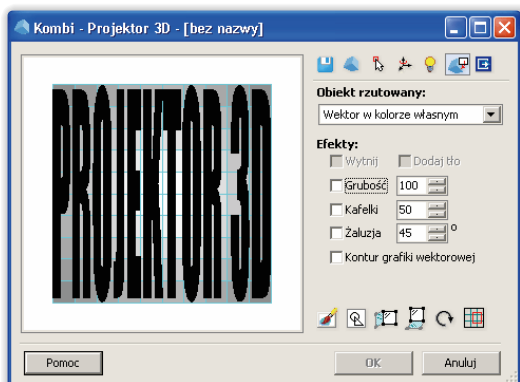 Kombi - Projektor 3D - [bez nazwy]
PROJEKTOR 3D
Obiekt rzutowany:
Wektor w kolorze własnym
Efekty:
Wytnij Dodaj tło
Grubość 100
Kafelki 50
Żaluzja 45 °
Kontur grafiki wektorowej
Pomoc OK Anuluj